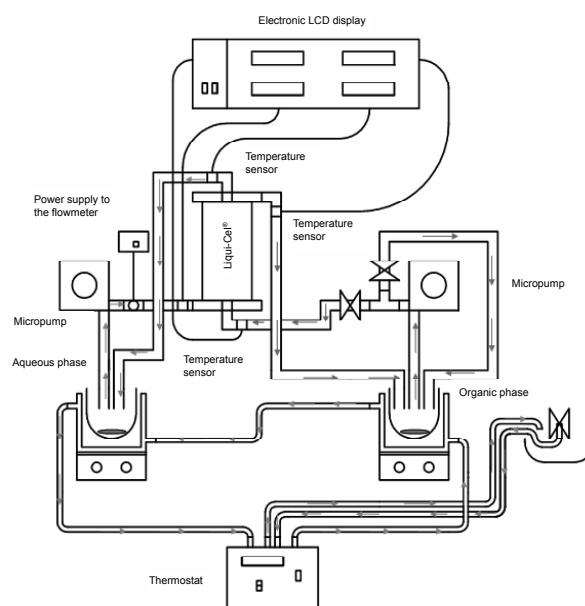 Electronic LCD display
Temperature
sensor
Power supply to
the flowmeter
Liqui-Cel®
Temperature
sensor
Micropump
Micropump
Aqueous phase
Temperature
sensor
Organic phase
Thermostat